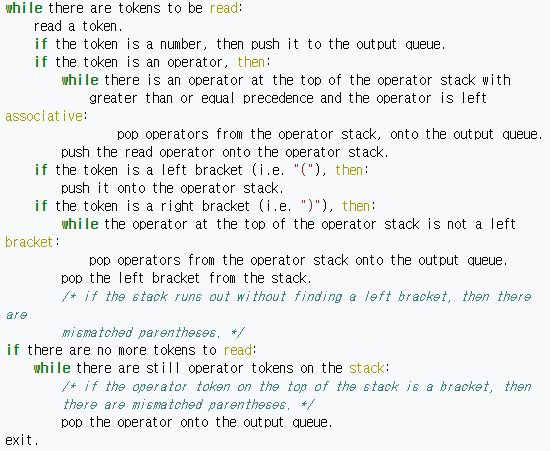 while there are tokens to be read:
read a token.
if the token is a number, then push it to the output queue.
if the token is an operator, then:
while there is an operator at the top of the operator stack with
greater than or equal precedence and the operator is left
associative:
pop operators from the operator stack, onto the output queue.
push the read operator onto the operator stack.
if the token is a left bracket (i.e. "("), then:
push it onto the operator stack.
if the token is a right bracket (i.e. ")"), then:
while the operator at the top of the operator stack is not a left
bracket:
pop operators from the operator stack onto the output queue.
pop the left bracket from the stack.
/* if the stack runs out without finding a left bracket, then there
are
mismatched parentheses. */
if there are no more tokens to read:
while there are still operator tokens on the stack:
/* if the operator token on the top of the stack is a bracket, then
there are mismatched parentheses. */
pop the operator onto the output queue.
exit.